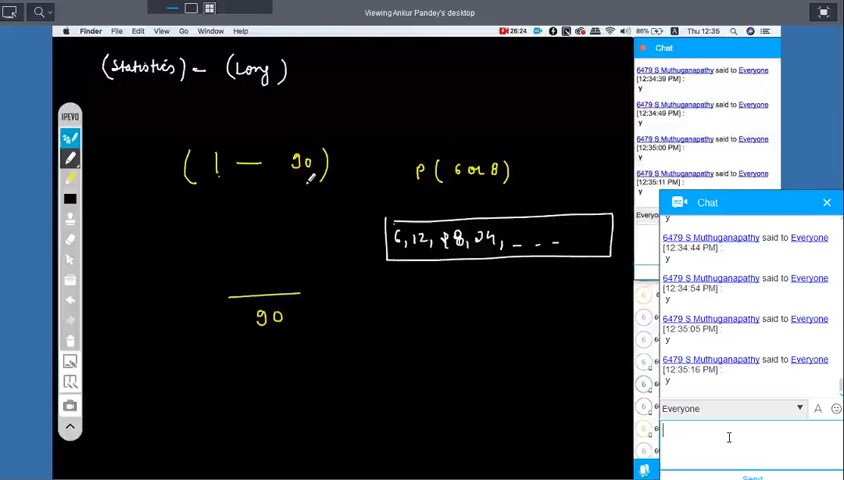 Viewing Ankur Pandey's desktop
Finder File Edit View Go Window Help
26:24
86%
Thu 12:35
(Statistics) = (Long)
IPEVO
( 1 — 90)
P ( 6 or 8)
6, 12, 18, 24, _ _ _
90
Chat
6479 S Muthuganapathy said to Everyone
[12:34:39 PM] :
y
6479 S Muthuganapathy said to Everyone
[12:34:49 PM] :
y
6479 S Muthuganapathy said to Everyone
[12:35:00 PM] :
y
6479 S Muthuganapathy said to Everyone
[12:35:11 PM] :
y
Chat
y
6479 S Muthuganapathy said to Everyone
[12:34:44 PM] :
y
6479 S Muthuganapathy said to Everyone
[12:34:54 PM] :
y
6479 S Muthuganapathy said to Everyone
[12:35:05 PM] :
y
6479 S Muthuganapathy said to Everyone
[12:35:16 PM] :
y
Everyone
Send